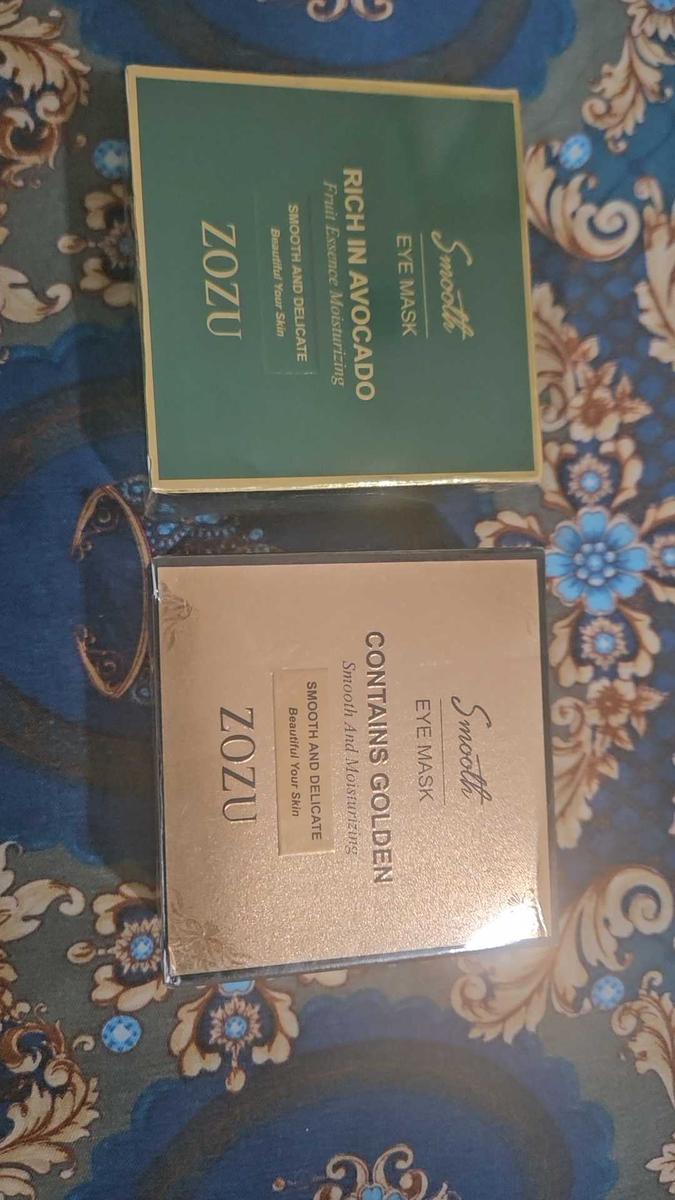 Smooth
EYE MASK
RICH IN AVOCADO
Fruit Essence Moisturizing
SMOOTH AND DELICATE
Beautiful Your Skin
ZOZU
Smooth
EYE MASK
CONTAINS GOLDEN
Smooth And Moisturizing
SMOOTH AND DELICATE
Beautiful Your Skin
ZOZU